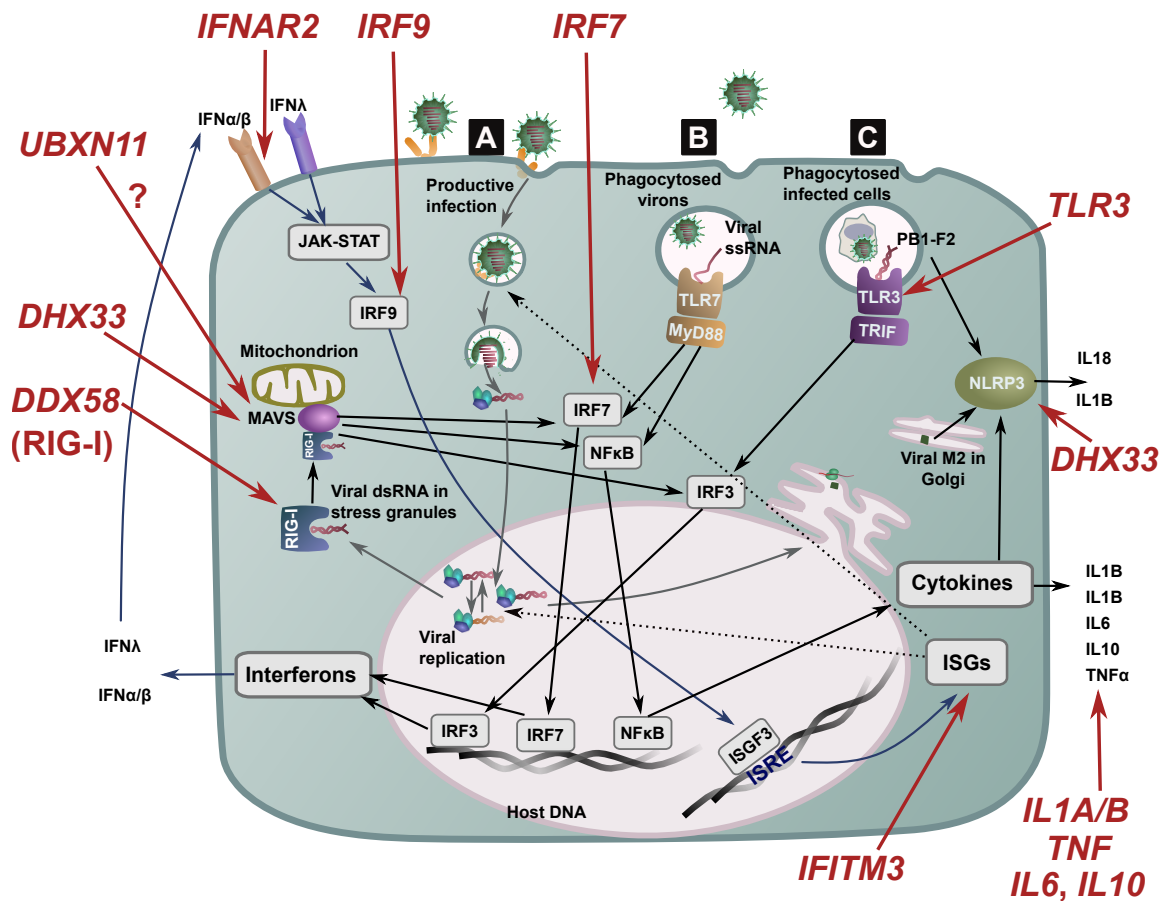 IFNAR2
IRF9
IRF7
IFNα/β
IFNλ
A
B
C
UBXN11
?
Productive
infection
Phagocytosed
virons
Phagocytosed
infected cells
Viral
ssRNA
PB1-F2
TLR3
JAK-STAT
TLR7
MyD88
TLR3
TRIF
IRF9
DHX33
Mitochondrion
MAVS
RIG-I
DDX58
(RIG-I)
IRF7
NFκB
IRF3
NLRP3
IL18
IL1B
DHX33
Viral M2 in
Golgi
Viral dsRNA in
stress granules
RIG-I
Cytokines
IL1B
IL1B
IL6
IL10
TNFα
Viral
replication
IFNλ
IFNα/β
Interferons
ISGs
IRF3
IRF7
NFκB
ISGF3
ISRE
Host DNA
IFITM3
IL1A/B
TNF
IL6, IL10